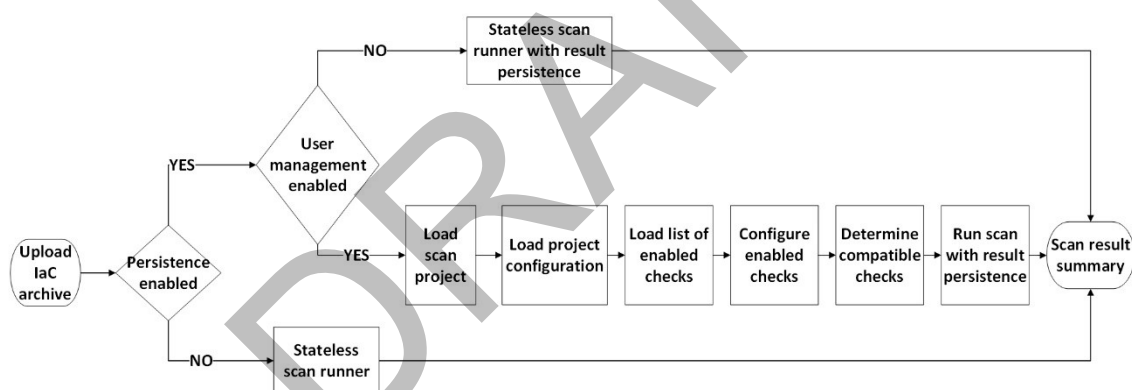 NO
Stateless scan
runner with result
persistence
YES
User
management
enabled
Upload
IaC
archive
Persistence
enabled
YES
Load
scan
project
Load project
configuration
Load list of
enabled
checks
Configure
enabled
checks
Determine
compatible
checks
Run scan
with result
persistence
Scan result
summary
NO
Stateless
scan runner
DRAF